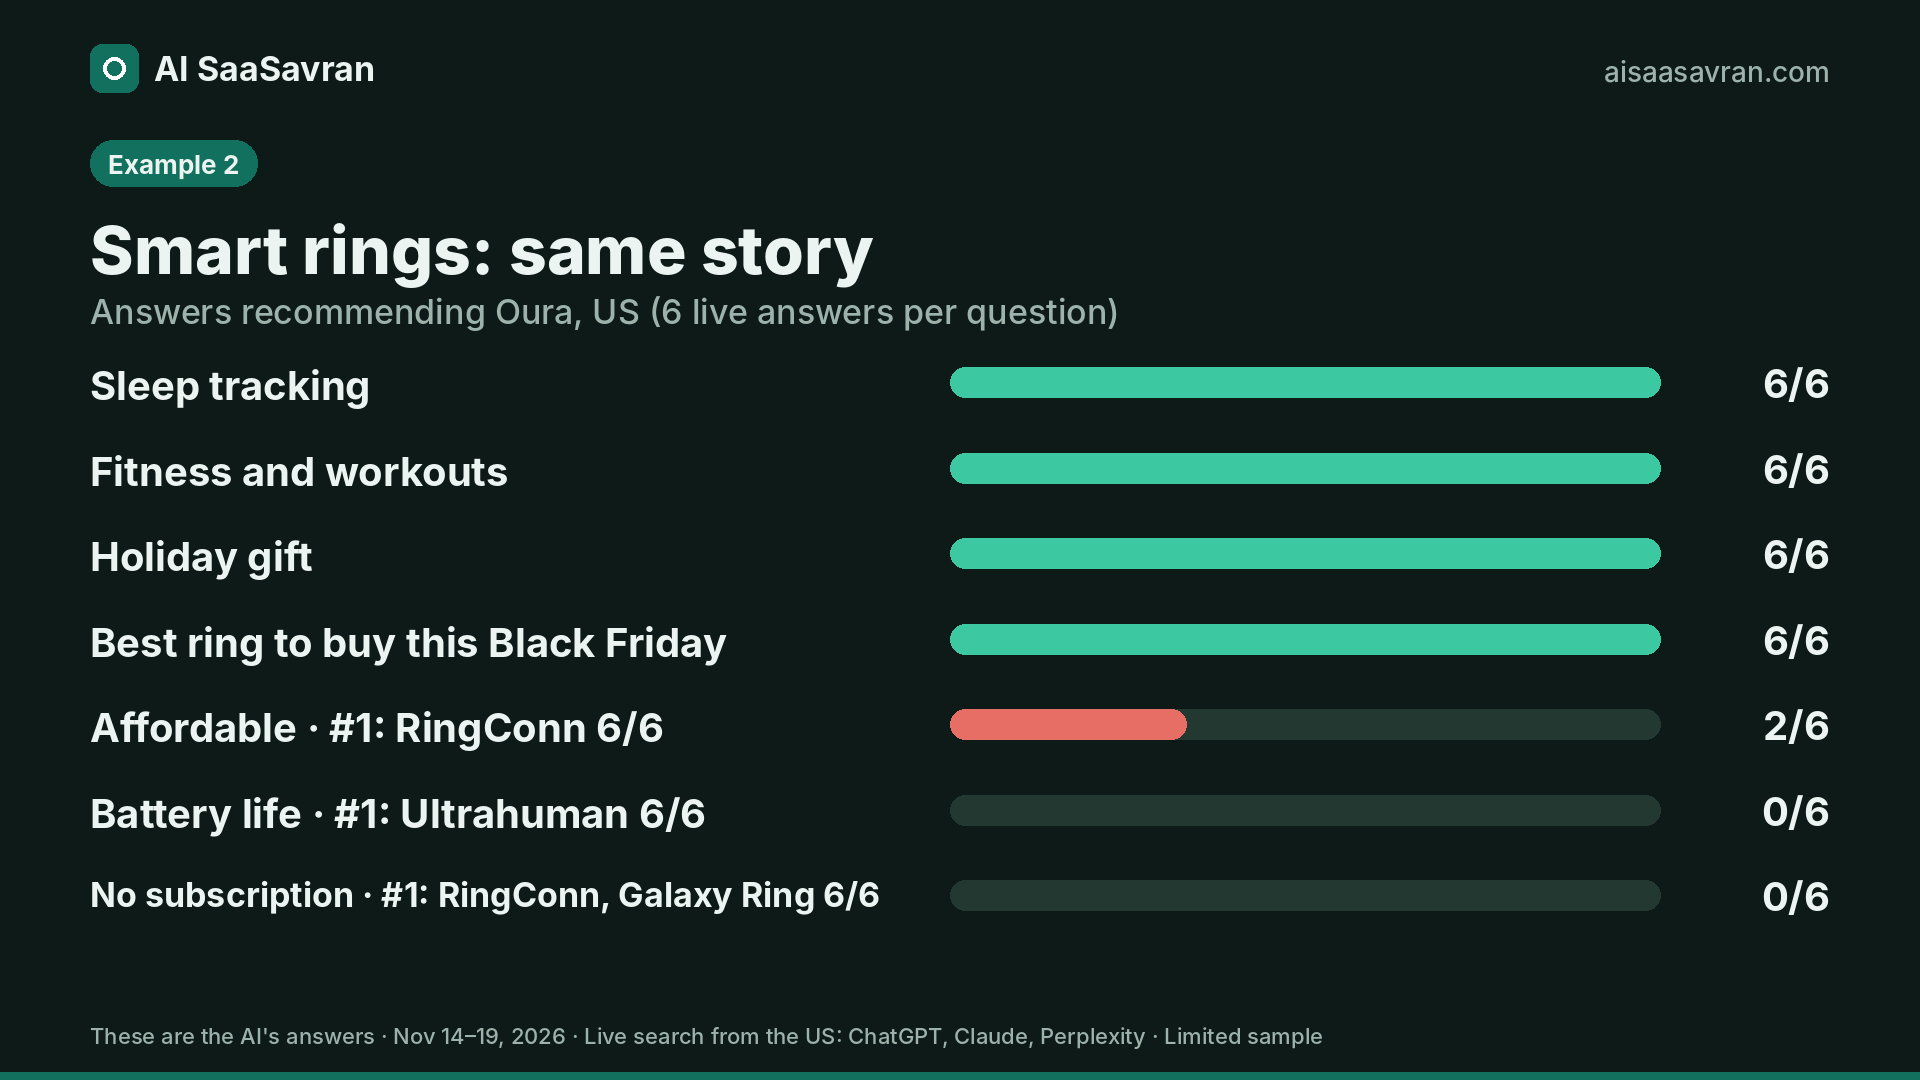 AI SaaSavran
aisaasavran.com
Example 2
Smart rings: same story
Answers recommending Oura, US (6 live answers per question)
Sleep tracking 6/6
Fitness and workouts 6/6
Holiday gift 6/6
Best ring to buy this Black Friday 6/6
Affordable · #1: RingConn 6/6 2/6
Battery life · #1: Ultrahuman 6/6 0/6
No subscription · #1: RingConn, Galaxy Ring 6/6 0/6
These are the AI's answers · Nov 14–19, 2026 · Live search from the US: ChatGPT, Claude, Perplexity · Limited sample